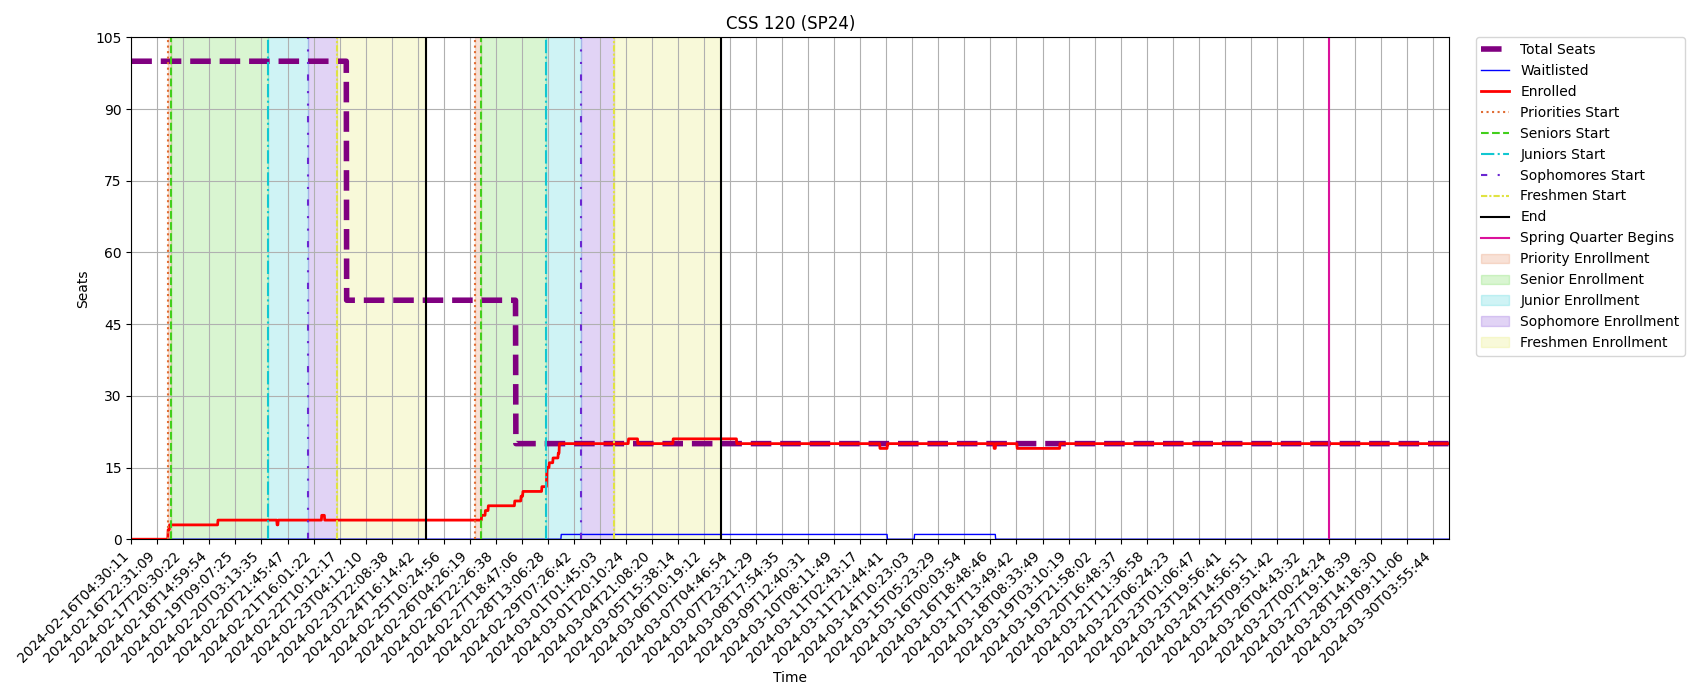 CSS 120 (SP24)
105
90
75
60
45
30
15
0
Seats
2024-02-16T04:30:11
2024-02-16T22:31:09
2024-02-17T20:30:22
2024-02-18T14:59:54
2024-02-19T09:07:25
2024-02-20T03:13:35
2024-02-20T21:45:47
2024-02-21T16:01:22
2024-02-22T10:12:17
2024-02-23T04:12:10
2024-02-23T22:08:38
2024-02-24T16:14:42
2024-02-25T10:24:56
2024-02-26T04:26:19
2024-02-26T22:26:38
2024-02-27T18:47:06
2024-02-28T13:06:28
2024-02-29T07:26:42
2024-03-01T01:45:03
2024-03-01T20:10:24
2024-03-04T21:08:20
2024-03-05T15:38:14
2024-03-06T10:19:12
2024-03-07T04:46:54
2024-03-07T23:21:29
2024-03-08T17:54:35
2024-03-09T12:40:31
2024-03-10T08:11:49
2024-03-11T02:43:17
2024-03-11T21:44:41
2024-03-14T10:23:03
2024-03-15T05:23:29
2024-03-16T00:03:54
2024-03-16T18:48:46
2024-03-17T13:49:42
2024-03-18T08:33:49
2024-03-19T03:10:19
2024-03-19T21:58:02
2024-03-20T16:48:37
2024-03-21T11:36:58
2024-03-22T06:24:23
2024-03-23T01:06:47
2024-03-23T19:56:41
2024-03-24T14:56:51
2024-03-25T09:51:42
2024-03-26T04:43:32
2024-03-27T00:24:24
2024-03-27T19:18:39
2024-03-28T14:18:30
2024-03-29T09:11:06
2024-03-30T03:55:44
Time
Total Seats
Waitlisted
Enrolled
Priorities Start
Seniors Start
Juniors Start
Sophomores Start
Freshmen Start
End
Spring Quarter Begins
Priority Enrollment
Senior Enrollment
Junior Enrollment
Sophomore Enrollment
Freshmen Enrollment